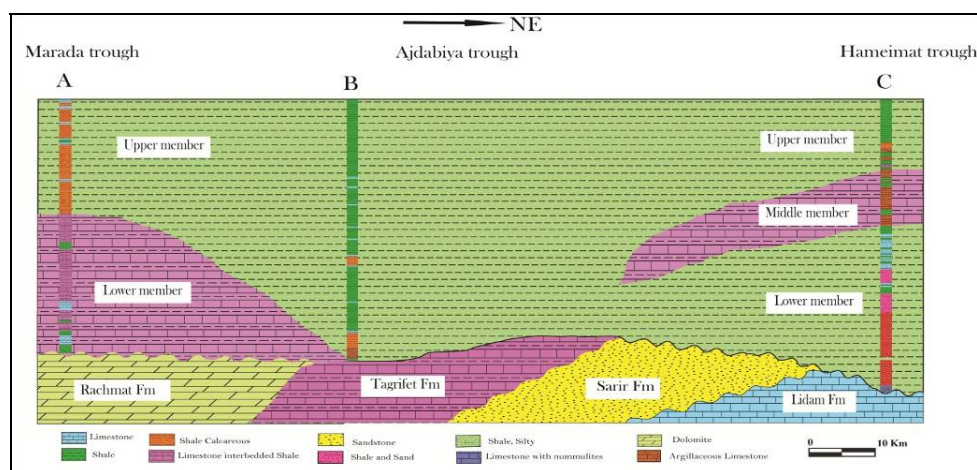 NE
Marada trough Ajdabiya trough Hameimat trough
A B C
Upper member Upper member
Middle member
Lower member Lower member
Rachmat Fm Tagrifet Fm Sarir Fm Lidam Fm
Limestone Shale Calcareous Sandstone Shale, Silty Dolomite
Shale Limestone interbedded Shale Shale and Sand Limestone with nummulites Argillaceous Limestone
0 10 Km